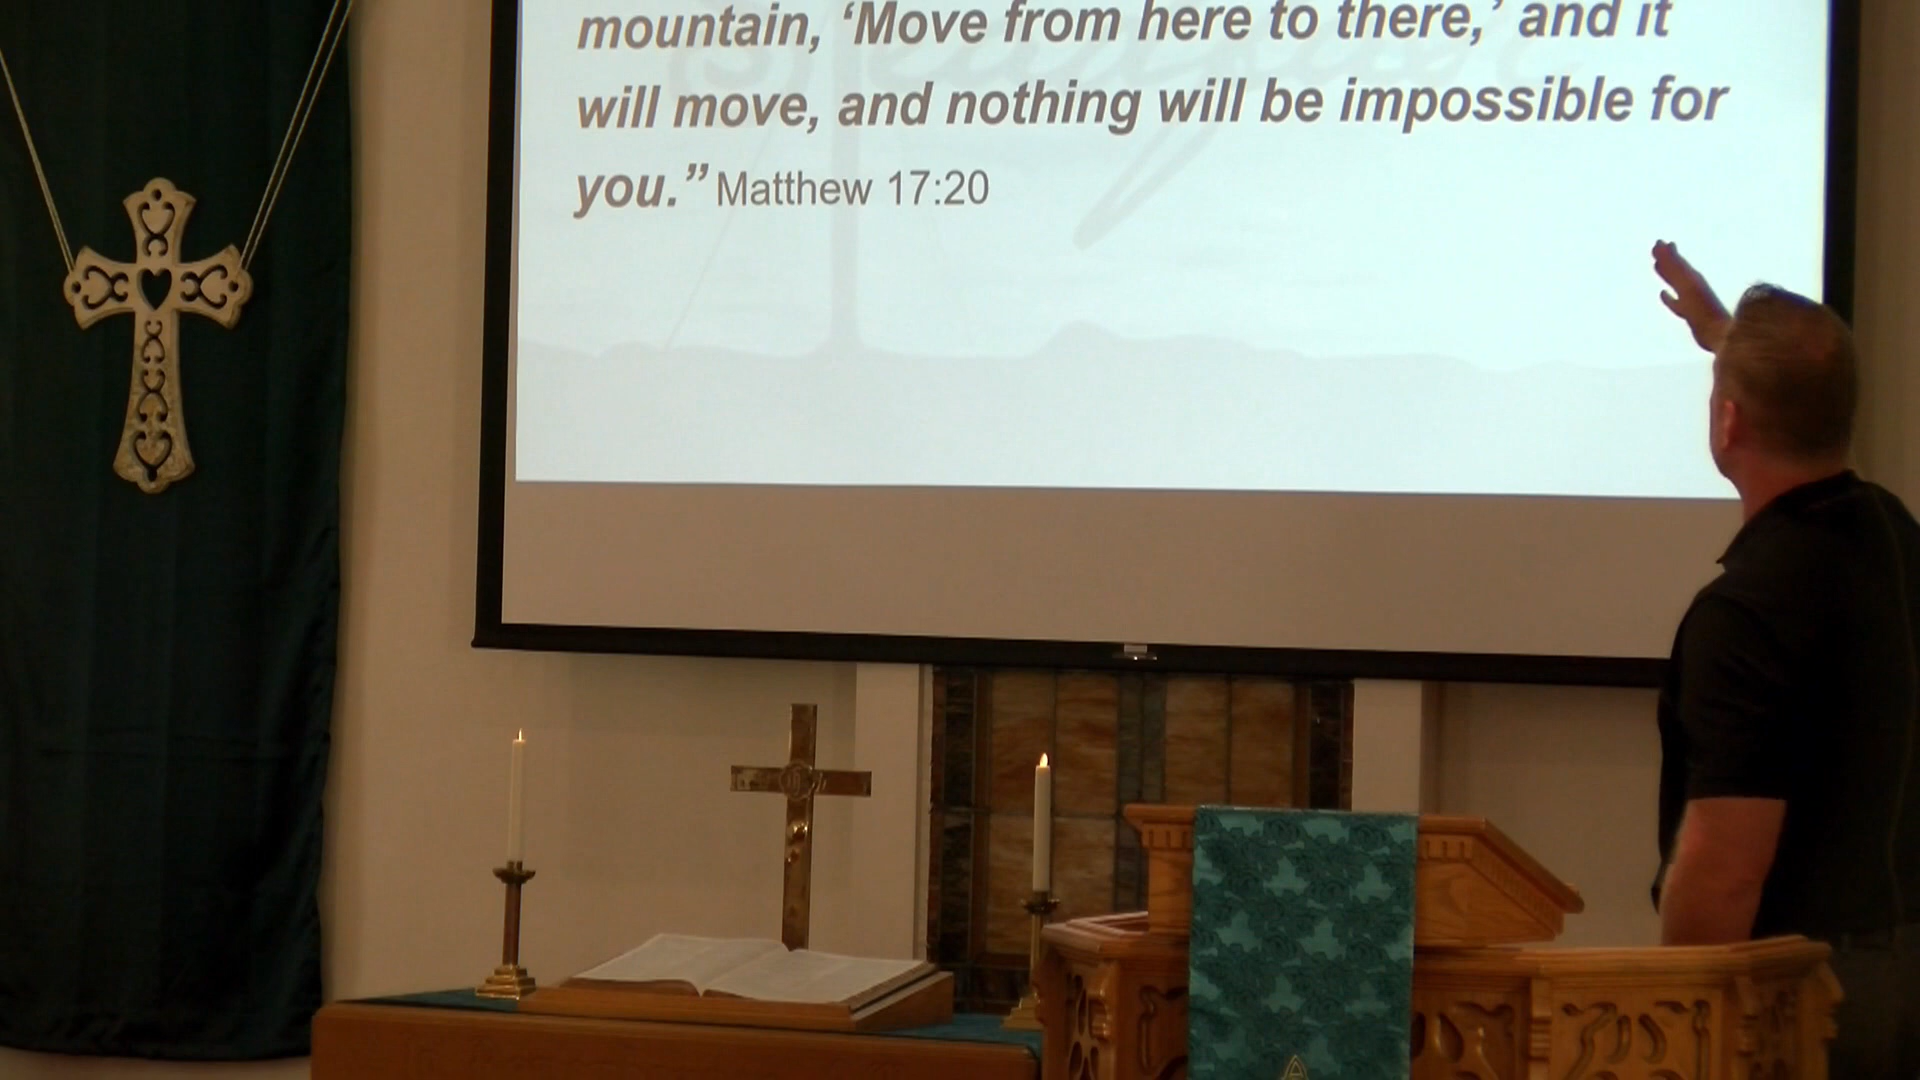 mountain, ‘Move from here to there,’ and it
will move, and nothing will be impossible for
you.” Matthew 17:20